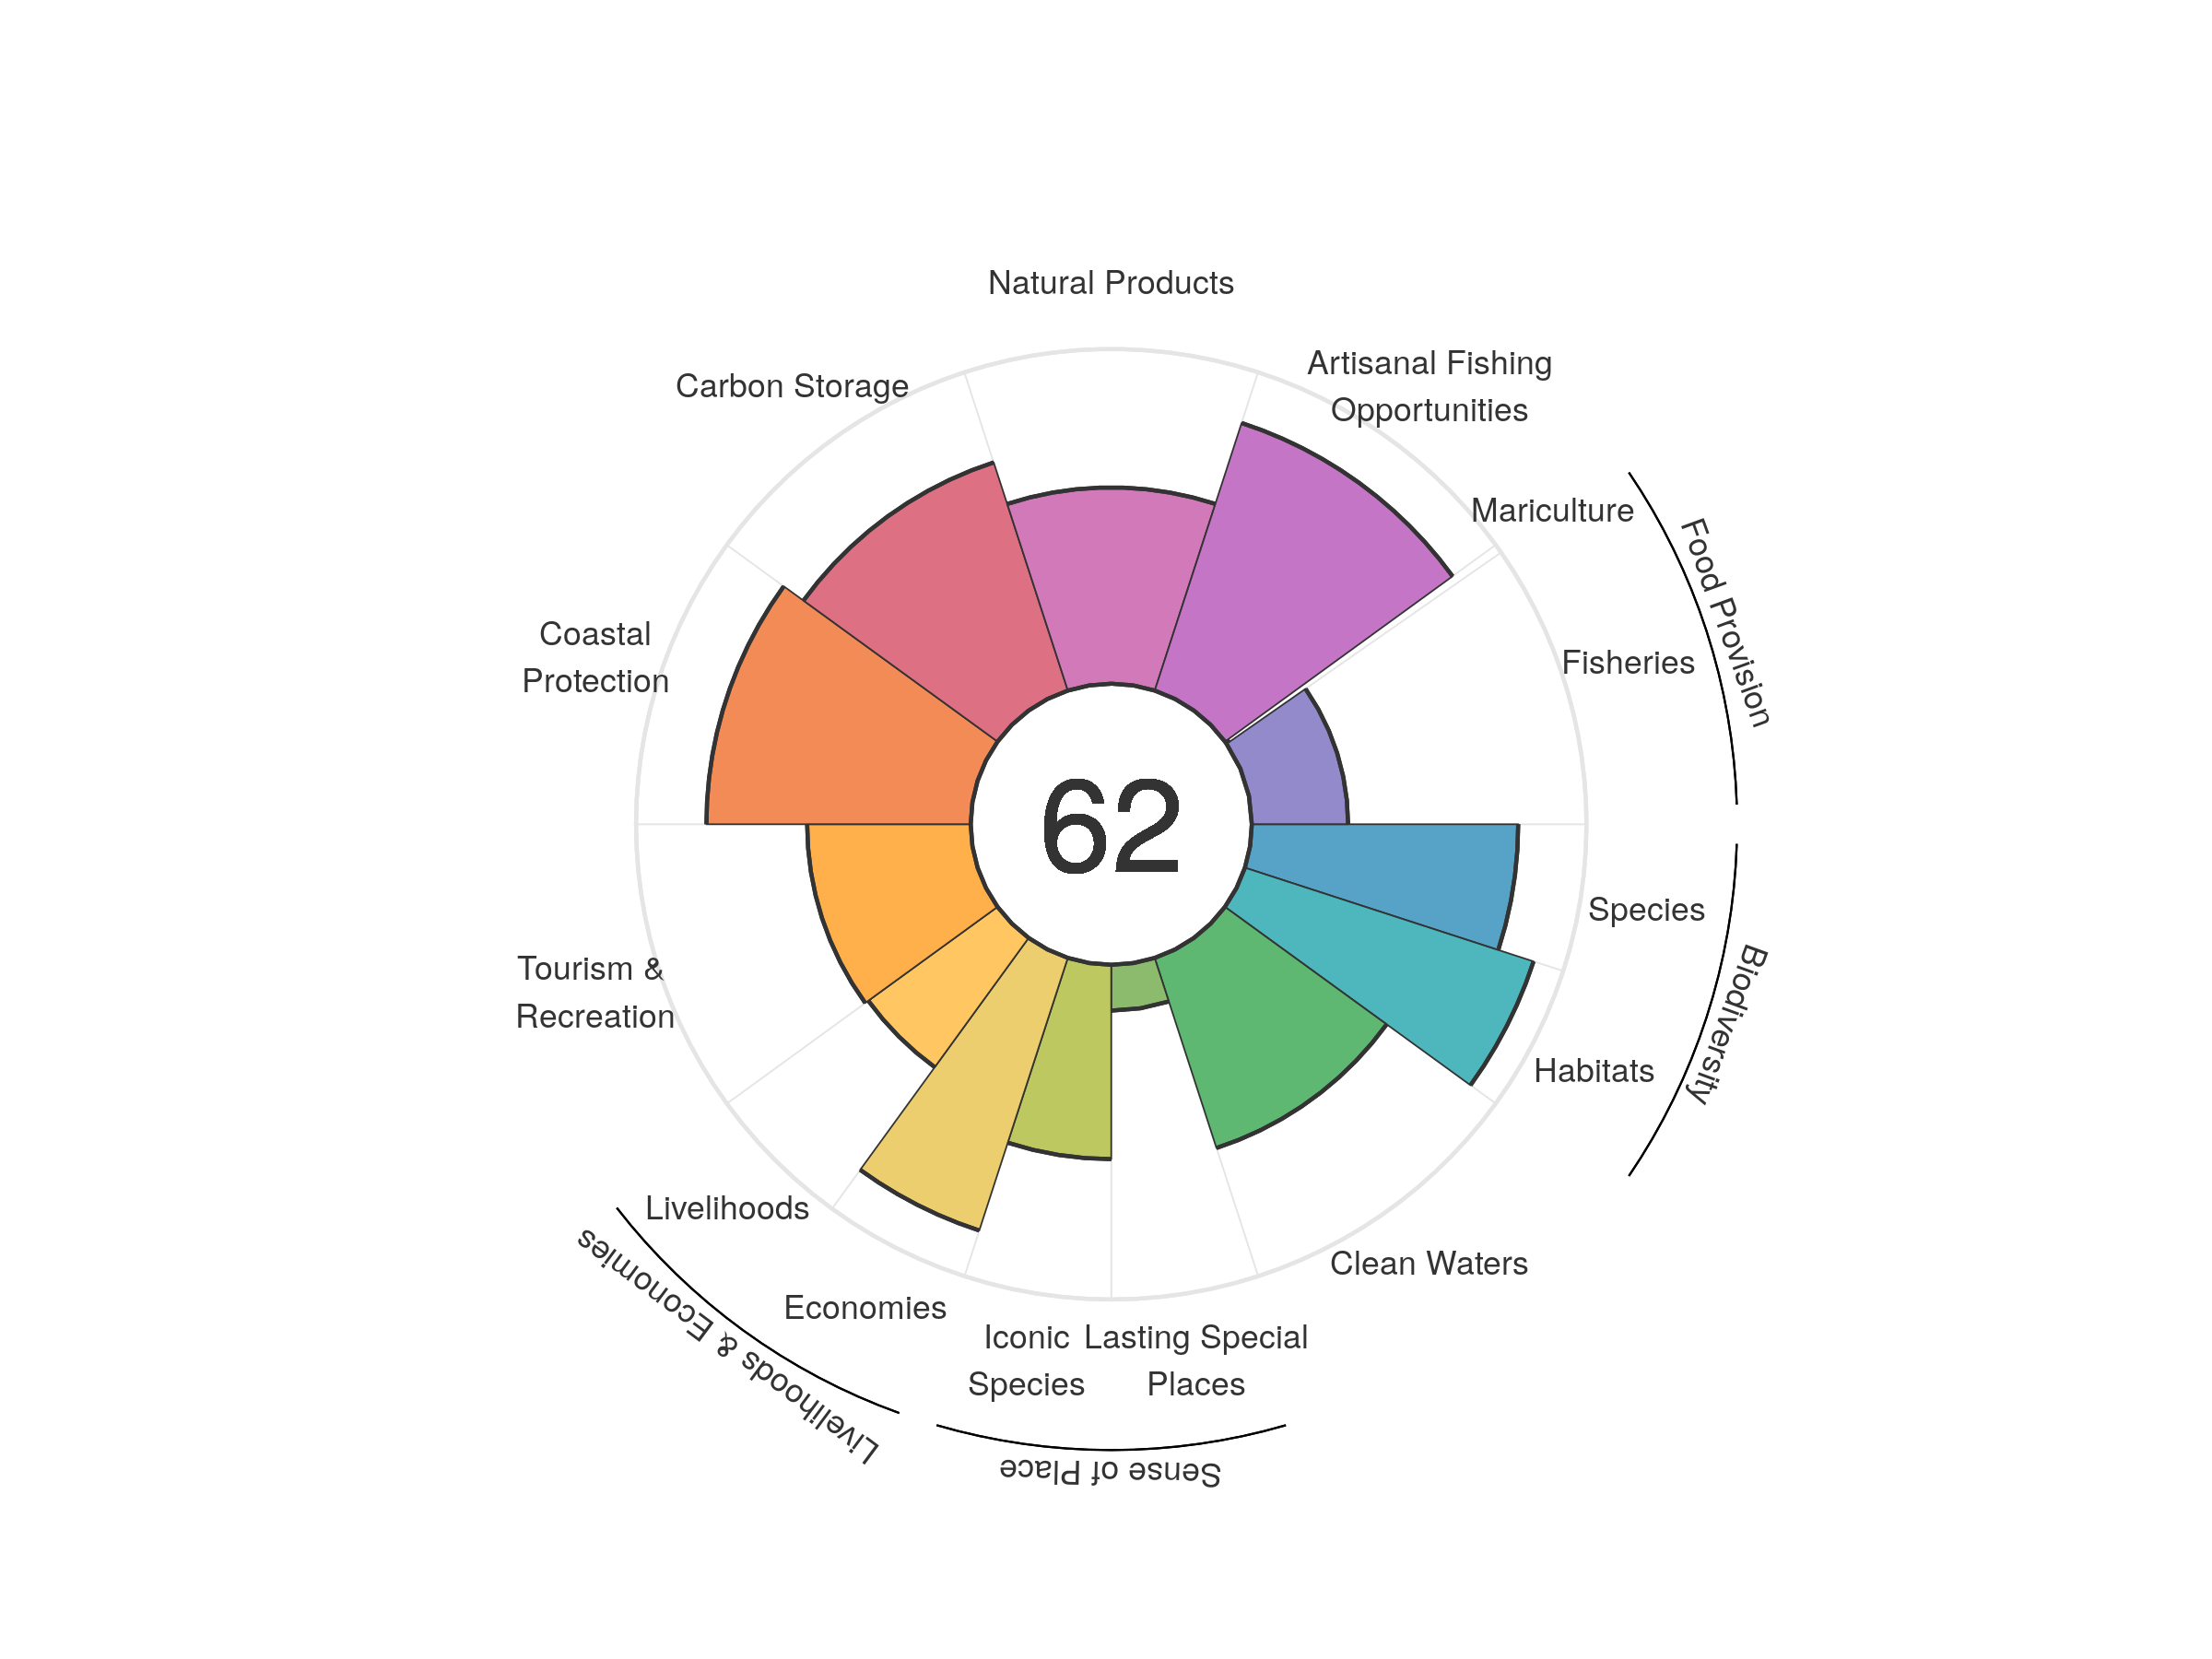 Natural Products
Artisanal Fishing
Opportunities
Carbon Storage
Mariculture
Food Provision
Fisheries
Coastal
Protection
62
Species
Biodiversity
Habitats
Tourism &
Recreation
Livelihoods
Clean Waters
Economies
Livelihoods & Economies
Iconic
Species
Lasting Special
Places
Sense of Place